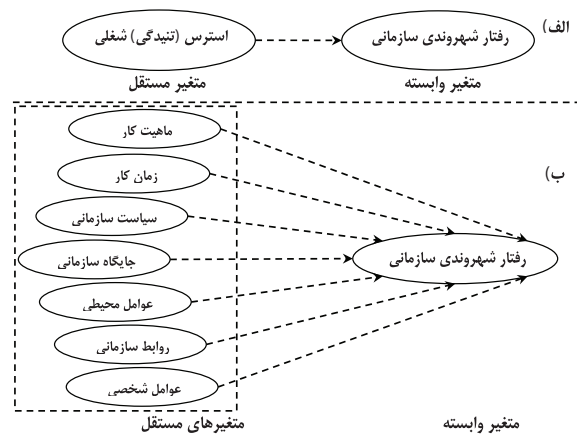 الف)
استرس (تنیدگی) شغلی
رفتار شهروندی سازمانی
متغیر مستقل
متغیر وابسته
ب)
ماهیت کار
زمان کار
سیاست سازمانی
جایگاه سازمانی
عوامل محیطی
روابط سازمانی
عوامل شخصی
رفتار شهروندی سازمانی
متغیرهای مستقل
متغیر وابسته